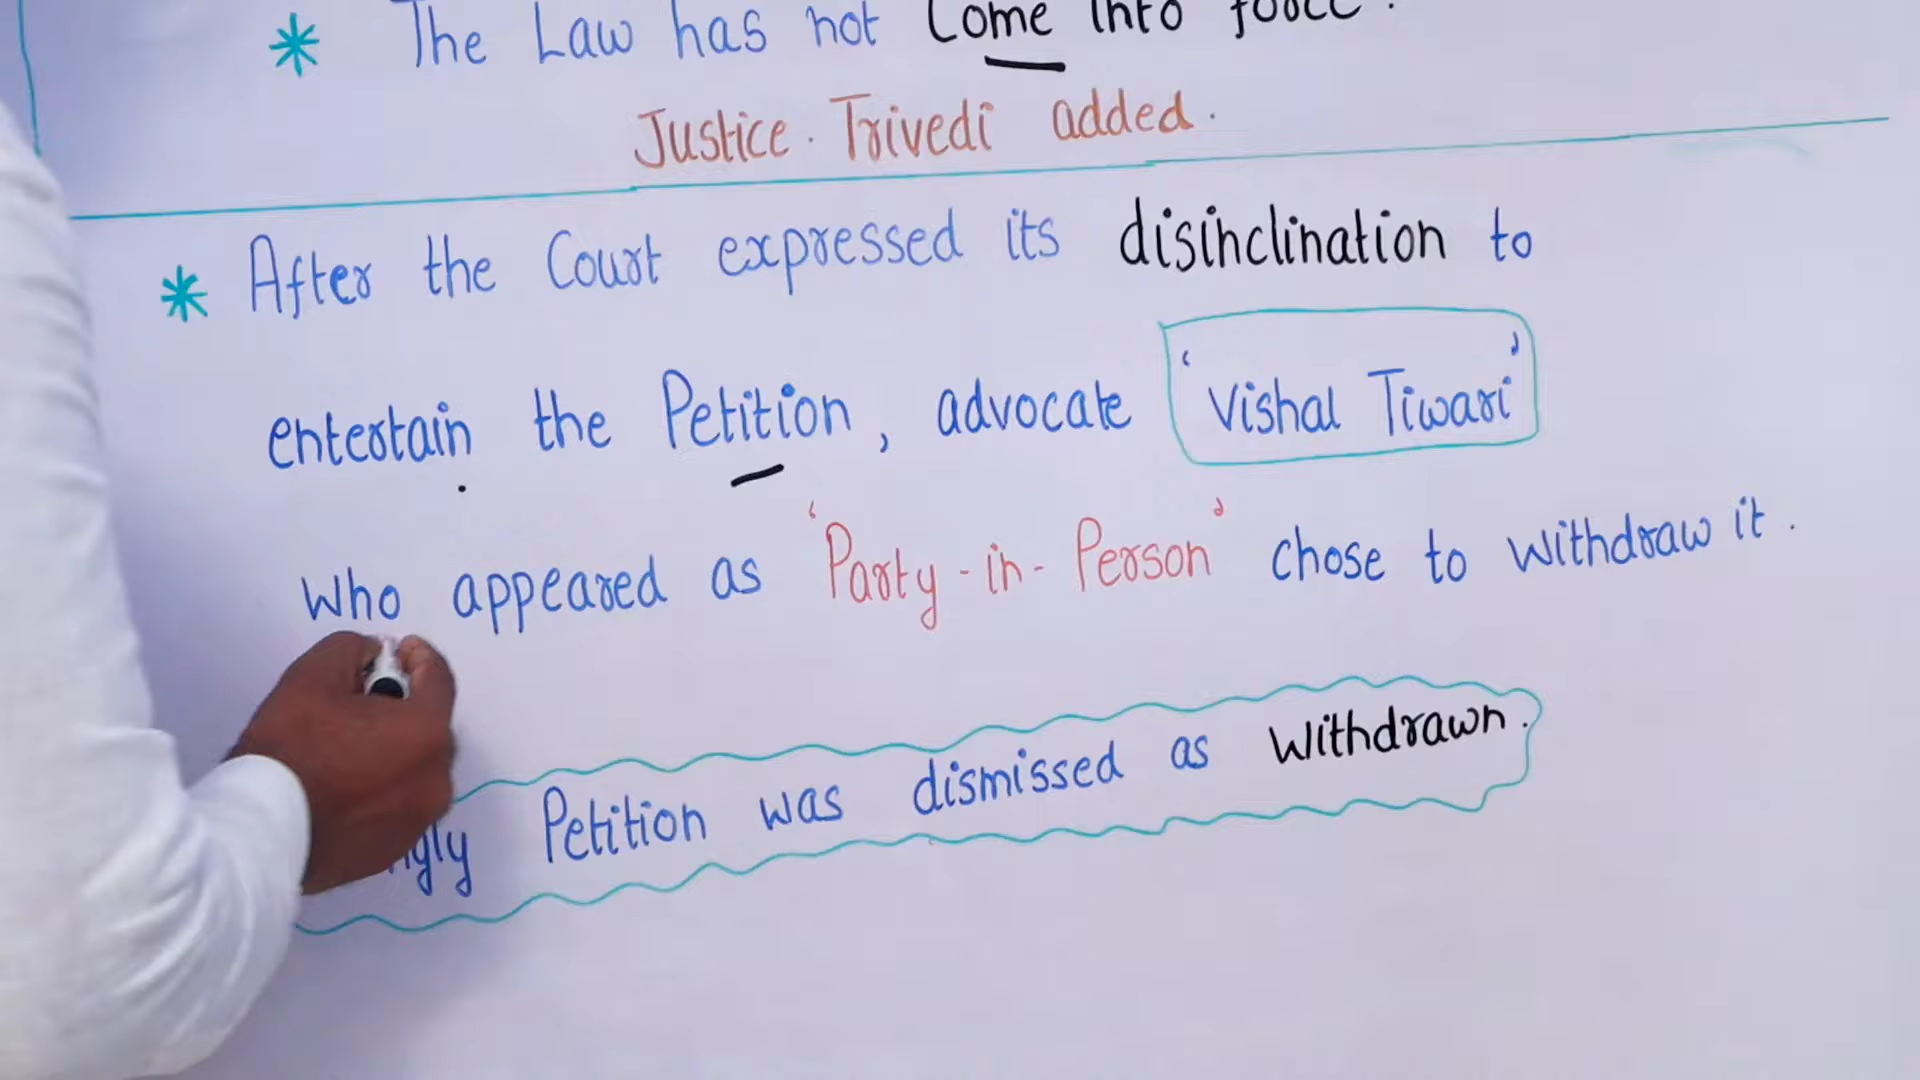 * The Law has not Come into force.
Justice. Trivedi added.
* After the Court expressed its disinclination to
entertain the Petition, advocate 'Vishal Tiwari'
who appeared as 'Party-in-Person' chose to withdraw it.
Petition was dismissed as withdrawn.